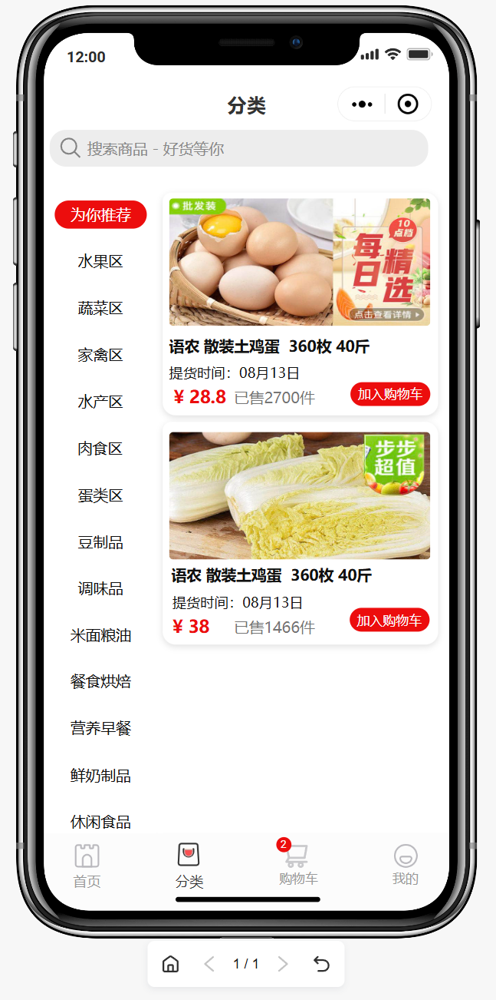 12:00
分类
搜索商品 - 好货等你
为你推荐
水果区
蔬菜区
家禽区
水产区
肉食区
蛋类区
豆制品
调味品
米面粮油
餐食烘焙
营养早餐
鲜奶制品
休闲食品
批发装
10
点档
每日
精选
点击查看详情
语农 散装土鸡蛋 360枚 40斤
提货时间：08月13日
¥ 28.8 已售2700件
加入购物车
步步
超值
语农 散装土鸡蛋 360枚 40斤
提货时间：08月13日
¥ 38 已售1466件
加入购物车
首页
分类
2
购物车
我的
1 / 1